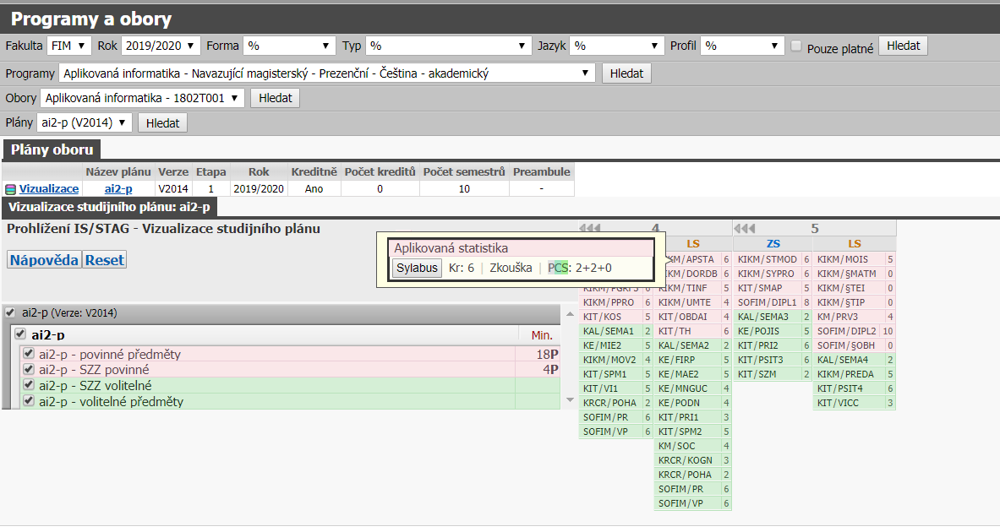 Programy a obory
Fakulta FIM Rok 2019/2020 Forma % Typ % Jazyk % Profil % Pouze platné Hledat
Programy Aplikovaná informatika - Navazující magisterský - Prezenční - Čeština - akademický Hledat
Obory Aplikovaná informatika - 1802T001 Hledat
Plány ai2-p (V2014) Hledat
Plány oboru
Název plánu Verze Etapa Rok Kreditně Počet kreditů Počet semestrů Preambule
Vizualizace ai2-p V2014 1 2019/2020 Ano 0 10 -
Vizualizace studijního plánu: ai2-p
Prohlížení IS/STAG - Vizualizace studijního plánu
Nápověda Reset
Aplikovaná statistika
Sylabus Kr: 6 | Zkouška | PCS: 2+2+0
ai2-p (Verze: V2014)
ai2-p Min.
ai2-p - povinné předměty 18P
ai2-p - SZZ povinné 4P
ai2-p - SZZ volitelné
ai2-p - volitelné předměty
4 5
LS ZS LS
KIKM/PPRO 6
KIT/KOS 5
KAL/SEMA1 2
KE/MIE2 5
KIKM/MOV2 4
KIT/SPM1 5
KIT/VI1 5
KRCR/POHA 2
SOFIM/PR 6
SOFIM/VP 6
KM/APSTA 6
KM/DORDB 6
KIKM/TINF 5
KIKM/UMTE 4
KIT/OBDAI 4
KIT/TH 6
KAL/SEMA2 2
KE/FIRP 5
KE/MAE2 5
KE/MNGUC 4
KE/PODN 4
KIT/PRI1 3
KIT/SPM2 5
KM/SOC 4
KRCR/KOGN 3
KRCR/POHA 2
SOFIM/PR 6
SOFIM/VP 6
KIKM/STMOD 6
KIKM/SYPRO 6
KIT/SMAP 5
SOFIM/DIPL1 8
KAL/SEMA3 2
KE/POJIS 5
KIT/PRI2 6
KIT/PSIT3 6
KIT/SZM 2
KIKM/MOIS 5
KIKM/§MATM 0
KIKM/§TEI 0
KIKM/§TIP 0
KM/PRV3 4
SOFIM/DIPL2 10
SOFIM/§OBH 0
KAL/SEMA4 2
KIKM/PREDA 5
KIT/PSIT4 6
KIT/VICC 3